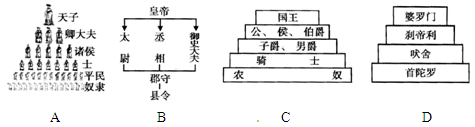 天子
卿大夫
诸侯
士
平民
奴隶
A
皇帝
太尉
丞相
御史大夫
郡守
县令
B
国王
公、侯、伯爵
子爵、男爵
骑 士
农 奴
C
婆罗门
刹帝利
吠舍
首陀罗
D